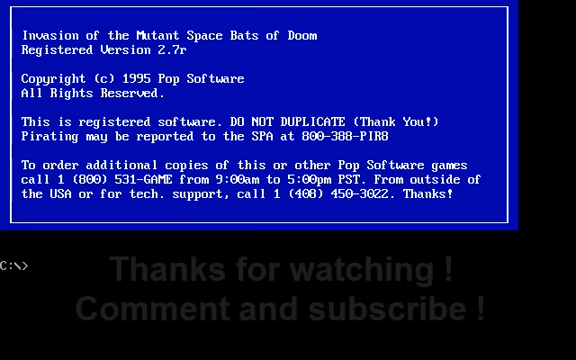 Invasion of the Mutant Space Bats of Doom
Registered Version 2.7r
Copyright (c) 1995 Pop Software
All Rights Reserved.
This is registered software. DO NOT DUPLICATE (Thank You!)
Pirating may be reported to the SPA at 800-388-PIR8
To order additional copies of this or other Pop Software games
call 1 (800) 531-GAME from 9:00am to 5:00pm PST. From outside of
the USA or for tech. support, call 1 (408) 450-3022. Thanks!
C:\>
Thanks for watching !
Comment and subscribe !